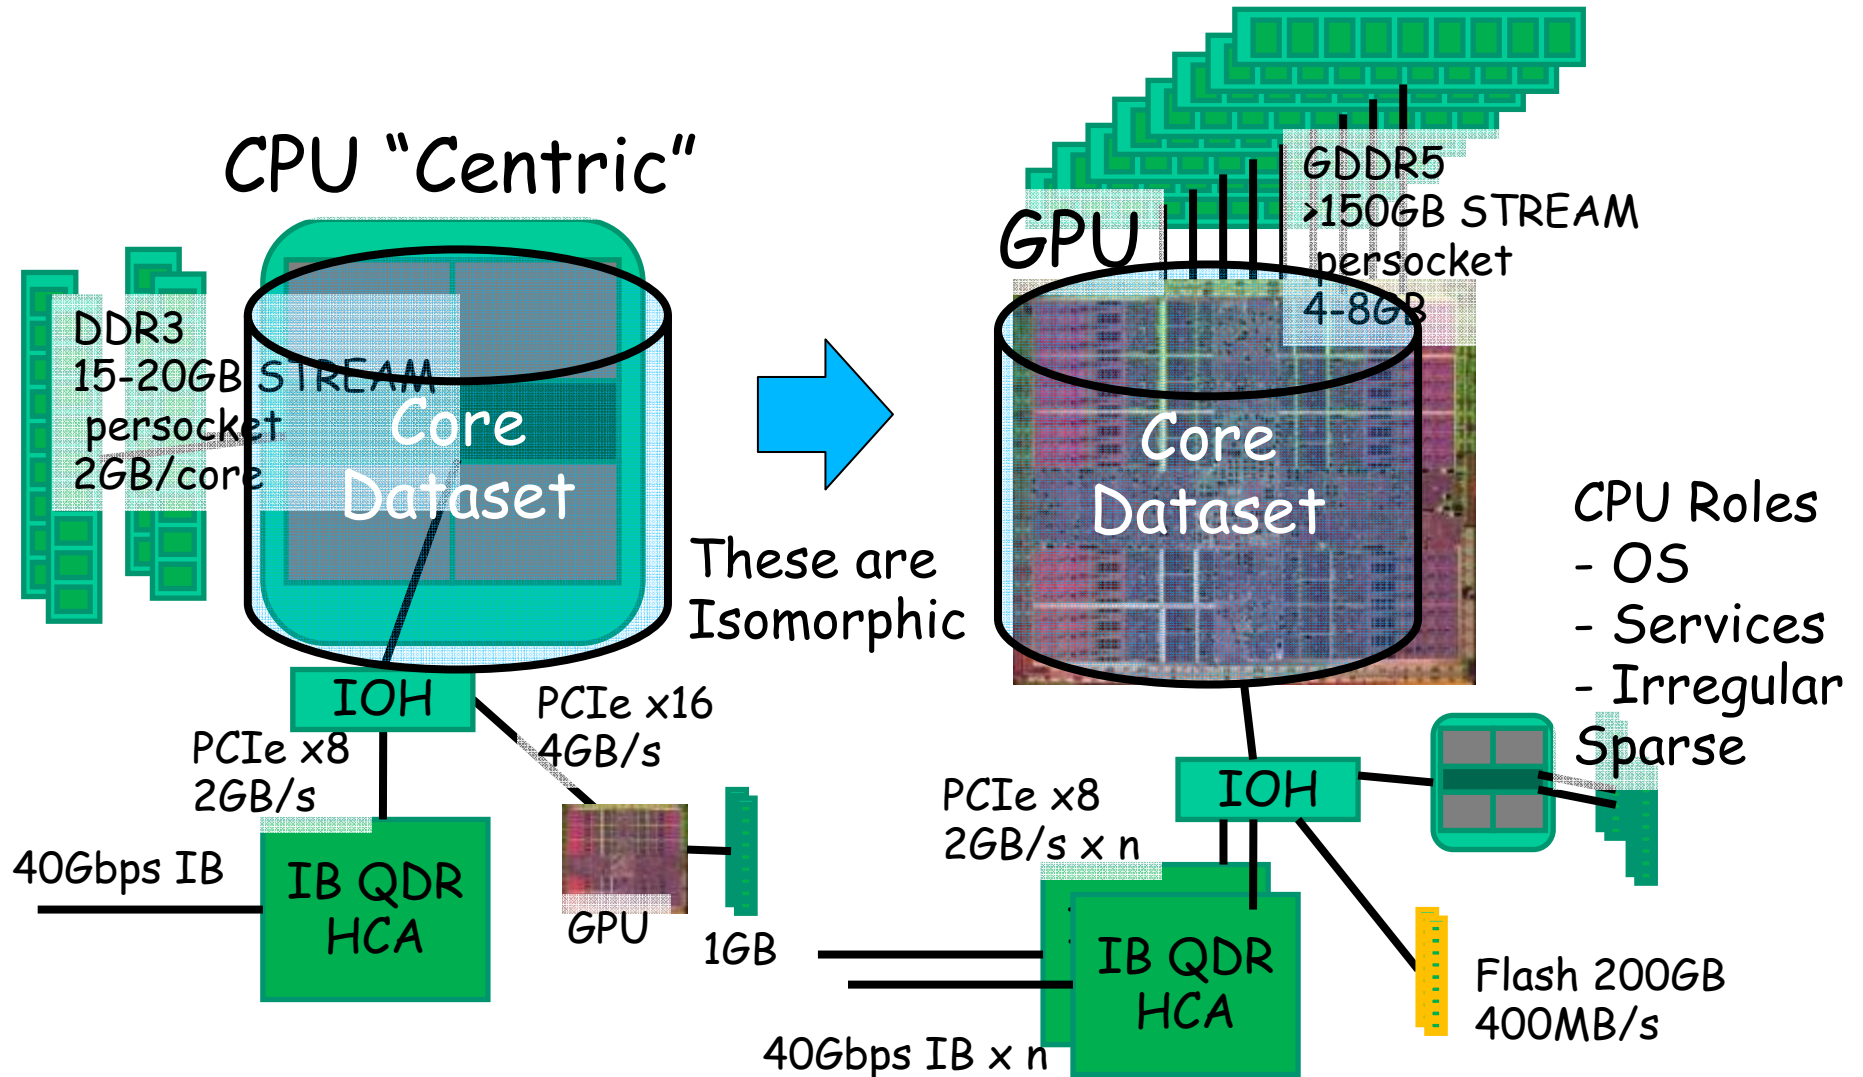 CPU “Centric”
DDR3
15-20GB STREAM
persocket
2GB/core
Core
Dataset
IOH
PCIe x16
4GB/s
PCIe x8
2GB/s
40Gbps IB
IB QDR
HCA
GPU
1GB
These are
Isomorphic
GPU
GDDR5
>150GB STREAM
persocket
4-8GB
Core
Dataset
CPU Roles
- OS
- Services
- Irregular
Sparse
IOH
PCIe x8
2GB/s x n
IB QDR
HCA
40Gbps IB x n
Flash 200GB
400MB/s